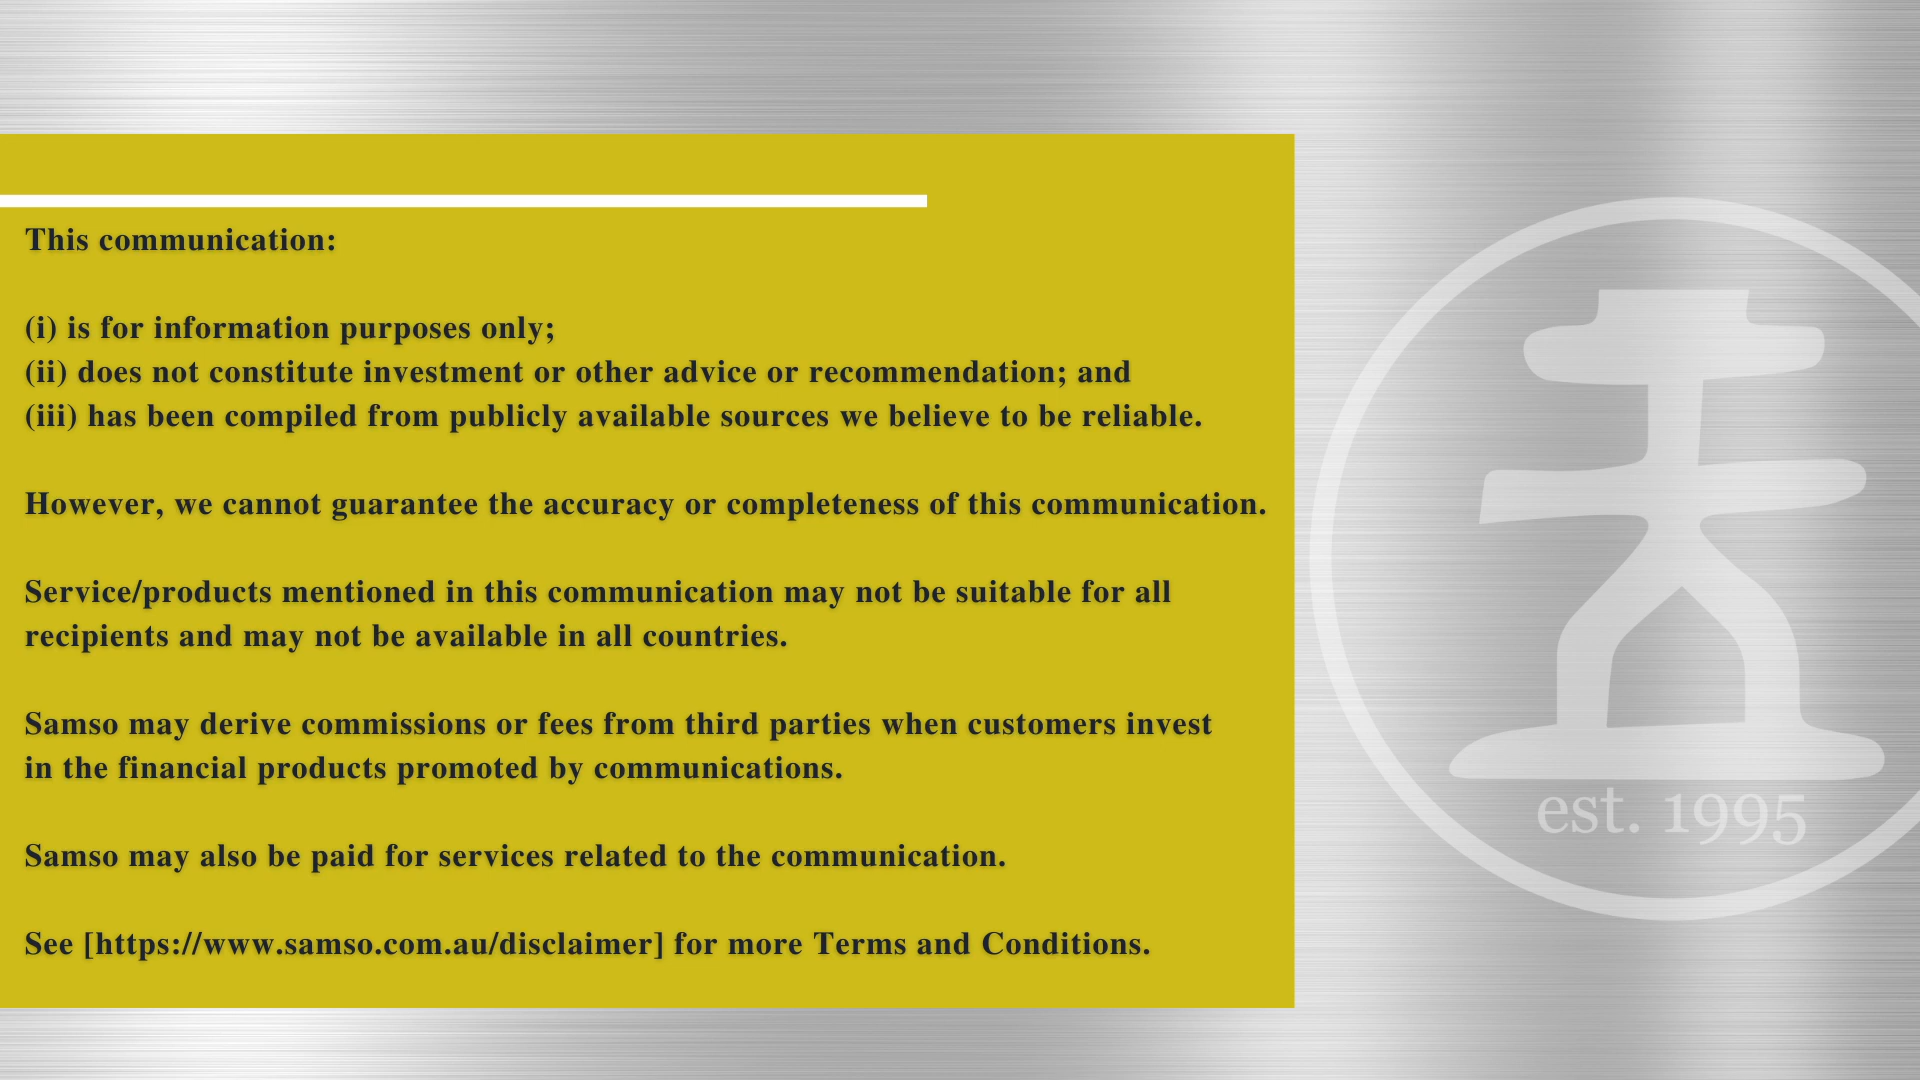 This communication:
(i) is for information purposes only;
(ii) does not constitute investment or other advice or recommendation; and
(iii) has been compiled from publicly available sources we believe to be reliable.
However, we cannot guarantee the accuracy or completeness of this communication.
Service/products mentioned in this communication may not be suitable for all
recipients and may not be available in all countries.
Samso may derive commissions or fees from third parties when customers invest
in the financial products promoted by communications.
Samso may also be paid for services related to the communication.
See [https://www.samso.com.au/disclaimer] for more Terms and Conditions.
est. 1995